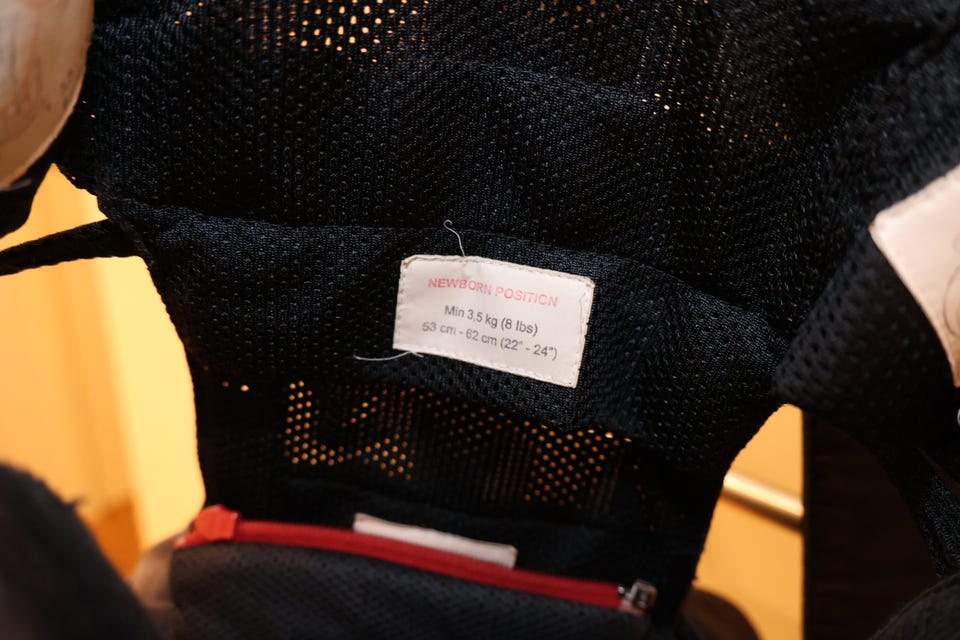 NEWBORN POSITION
Min 3,5 kg (8 lbs)
53 cm - 62 cm (22" - 24")